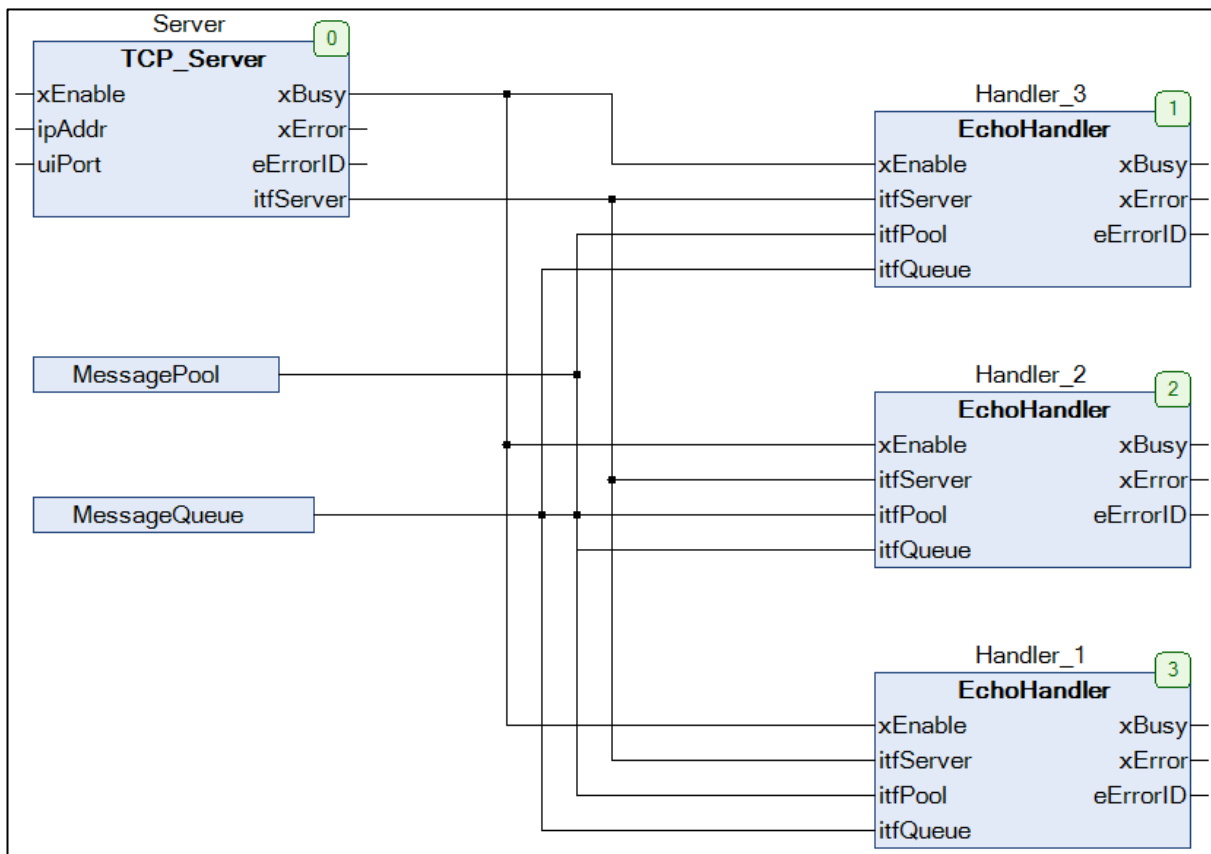 Server
0
TCP_Server
xEnable xBusy
ipAddr xError
uiPort eErrorID
itfServer
Handler_3
1
EchoHandler
xEnable xBusy
itfServer xError
itfPool eErrorID
itfQueue
MessagePool
Handler_2
2
EchoHandler
xEnable xBusy
itfServer xError
itfPool eErrorID
itfQueue
MessageQueue
Handler_1
3
EchoHandler
xEnable xBusy
itfServer xError
itfPool eErrorID
itfQueue